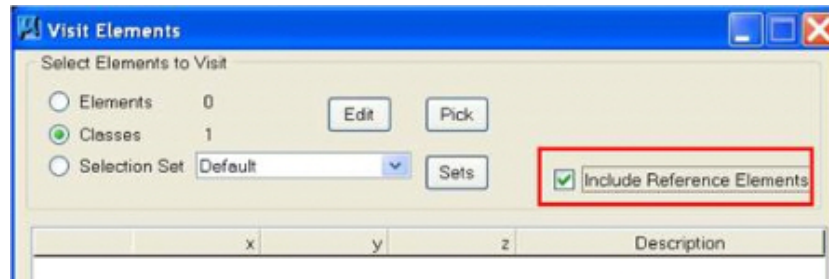 Visit Elements
Select Elements to Visit
Elements 0
Edit Pick
Classes 1
Selection Set Default
Sets
Include Reference Elements
x y z Description